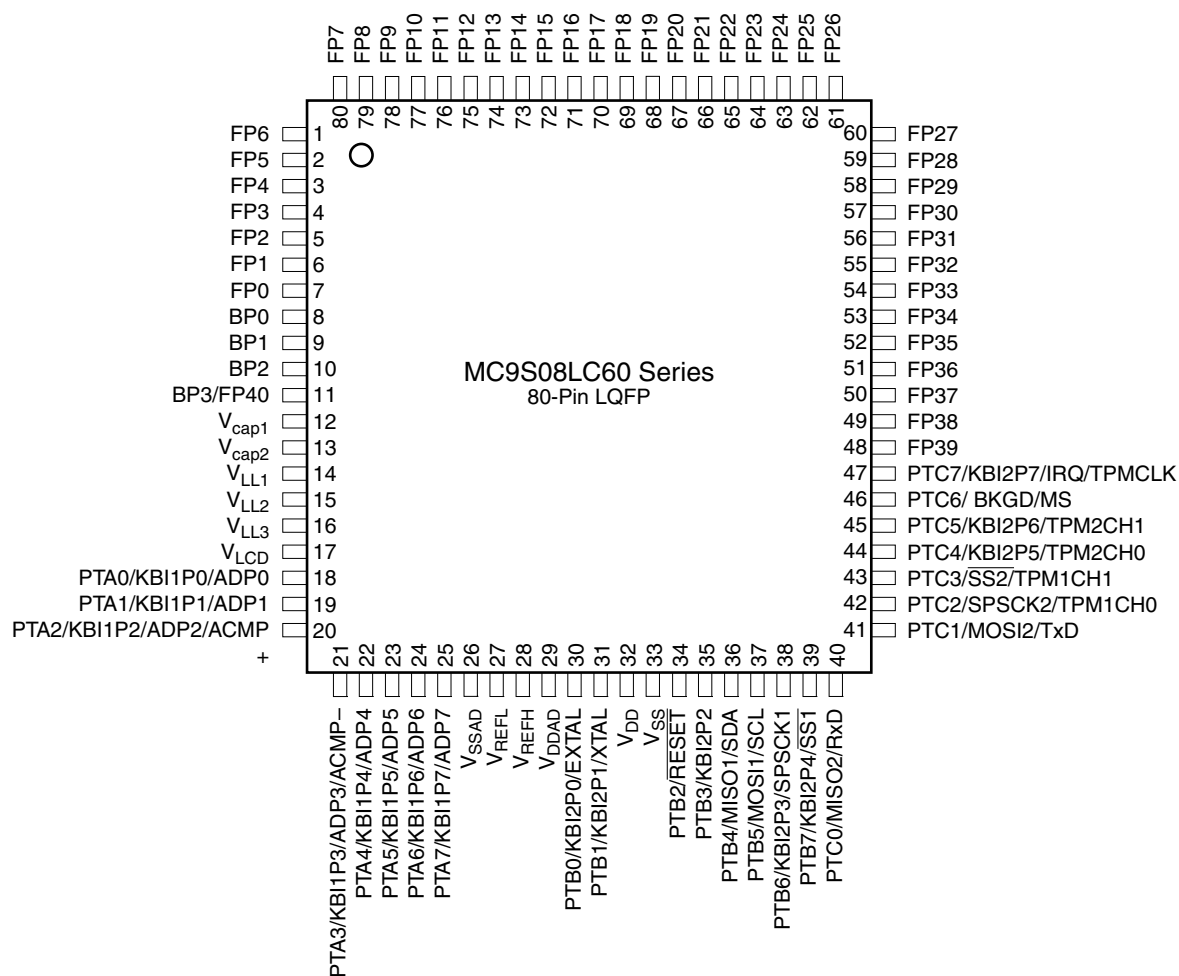 FP7
FP8
FP9
FP10
FP11
FP12
FP13
FP14
FP15
FP16
FP17
FP18
FP19
FP20
FP21
FP22
FP23
FP24
FP25
FP26
80
79
78
77
76
75
74
73
72
71
70
69
68
67
66
65
64
63
62
61
FP6 1
FP5 2
FP4 3
FP3 4
FP2 5
FP1 6
FP0 7
BP0 8
BP1 9
BP2 10
BP3/FP40 11
Vcap1 12
Vcap2 13
VLL1 14
VLL2 15
VLL3 16
VLCD 17
PTA0/KBI1P0/ADP0 18
PTA1/KBI1P1/ADP1 19
PTA2/KBI1P2/ADP2/ACMP 20
+
MC9S08LC60 Series
80-Pin LQFP
60 FP27
59 FP28
58 FP29
57 FP30
56 FP31
55 FP32
54 FP33
53 FP34
52 FP35
51 FP36
50 FP37
49 FP38
48 FP39
47 PTC7/KBI2P7/IRQ/TPMCLK
46 PTC6/ BKGD/MS
45 PTC5/KBI2P6/TPM2CH1
44 PTC4/KBI2P5/TPM2CH0
43 PTC3/SS2/TPM1CH1
42 PTC2/SPSCK2/TPM1CH0
41 PTC1/MOSI2/TxD
21
22
23
24
25
26
27
28
29
30
31
32
33
34
35
36
37
38
39
40
PTA3/KBI1P3/ADP3/ACMP–
PTA4/KBI1P4/ADP4
PTA5/KBI1P5/ADP5
PTA6/KBI1P6/ADP6
PTA7/KBI1P7/ADP7
VSSAD
VREFL
VREFH
VDDAD
PTB0/KBI2P0/EXTAL
PTB1/KBI2P1/XTAL
VDD
VSS
PTB2/RESET
PTB3/KBI2P2
PTB4/MISO1/SDA
PTB5/MOSI1/SCL
PTB6/KBI2P3/SPSCK1
PTB7/KBI2P4/SS1
PTC0/MISO2/RxD